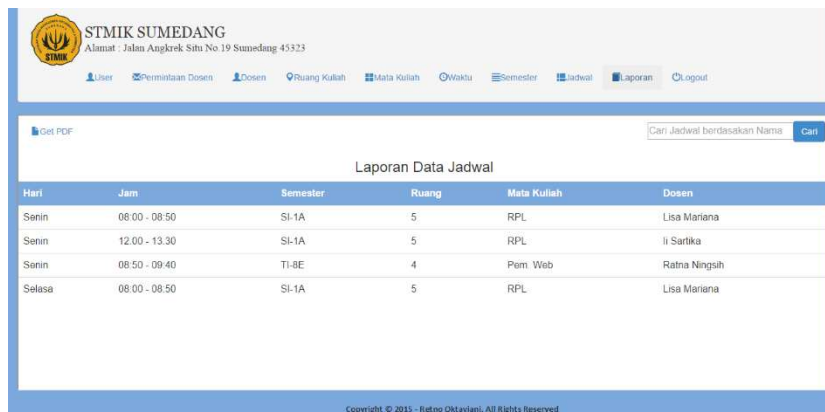 STMIK SUMEDANG
Alamat : Jalan Angkrek Situ No.19 Sumedang 45323
STMIK
User Permintaan Dosen Dosen Ruang Kuliah Mata Kuliah Waktu Semester Jadwal Laporan Logout
Get PDF Cari Jadwal berdasakan Nama Cari
Laporan Data Jadwal
Hari Jam Semester Ruang Mata Kuliah Dosen
Senin 08:00 - 08:50 SI-1A 5 RPL Lisa Mariana
Senin 12.00 - 13.30 SI-1A 5 RPL Ii Sartika
Senin 08:50 - 09:40 TI-8E 4 Pem. Web Ratna Ningsih
Selasa 08:00 - 08:50 SI-1A 5 RPL Lisa Mariana
Copyright © 2015 - Retno Oktaviani. All Rights Reserved